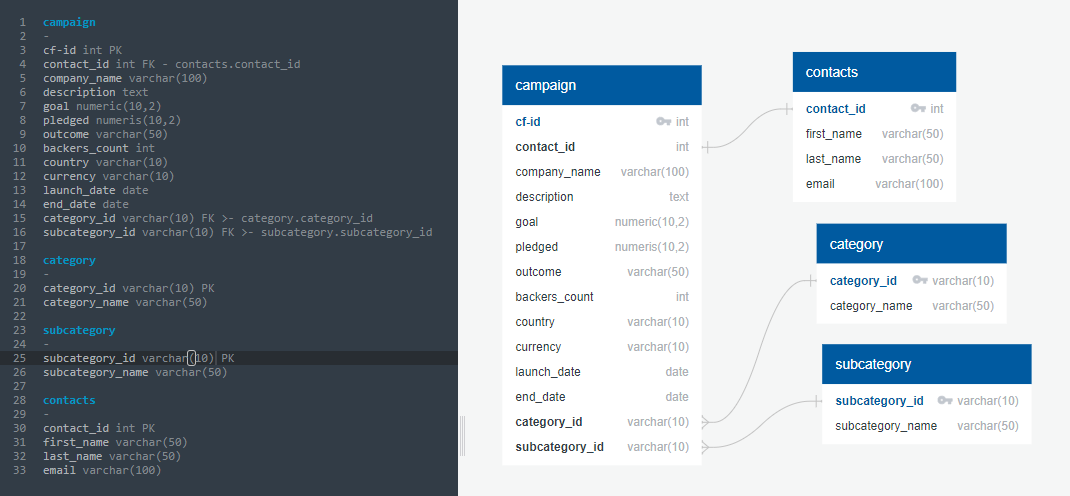 1 campaign
2 -
3 cf-id int PK
4 contact_id int FK - contacts.contact_id
5 company_name varchar(100)
6 description text
7 goal numeric(10,2)
8 pledged numeris(10,2)
9 outcome varchar(50)
10 backers_count int
11 country varchar(10)
12 currency varchar(10)
13 launch_date date
14 end_date date
15 category_id varchar(10) FK >- category.category_id
16 subcategory_id varchar(10) FK >- subcategory.subcategory_id
17
18 category
19 -
20 category_id varchar(10) PK
21 category_name varchar(50)
22
23 subcategory
24 -
25 subcategory_id varchar(10) PK
26 subcategory_name varchar(50)
27
28 contacts
29 -
30 contact_id int PK
31 first_name varchar(50)
32 last_name varchar(50)
33 email varchar(100)
campaign
cf-id int
contact_id int
company_name varchar(100)
description text
goal numeric(10,2)
pledged numeris(10,2)
outcome varchar(50)
backers_count int
country varchar(10)
currency varchar(10)
launch_date date
end_date date
category_id varchar(10)
subcategory_id varchar(10)
contacts
contact_id int
first_name varchar(50)
last_name varchar(50)
email varchar(100)
category
category_id varchar(10)
category_name varchar(50)
subcategory
subcategory_id varchar(10)
subcategory_name varchar(50)